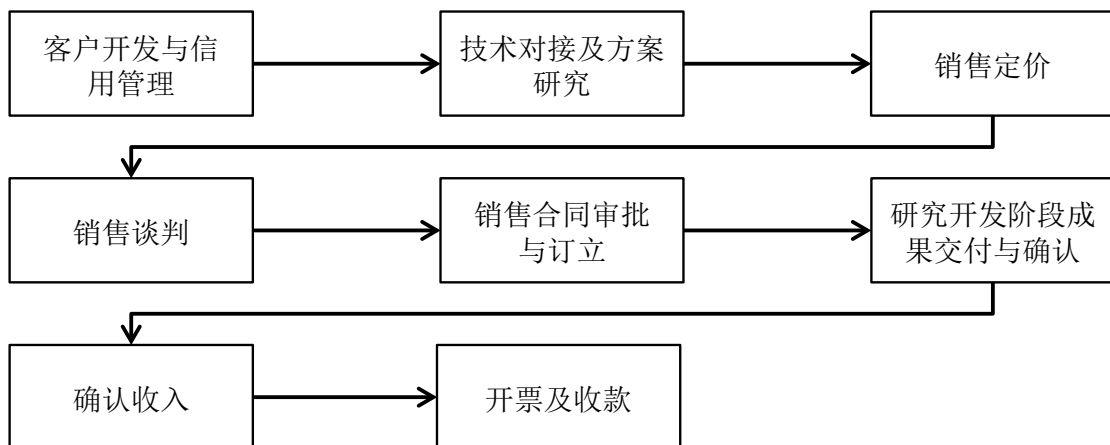 客户开发与信
用管理
技术对接及方案
研究
销售定价
销售谈判
销售合同审批
与订立
研究开发阶段成
果交付与确认
确认收入
开票及收款